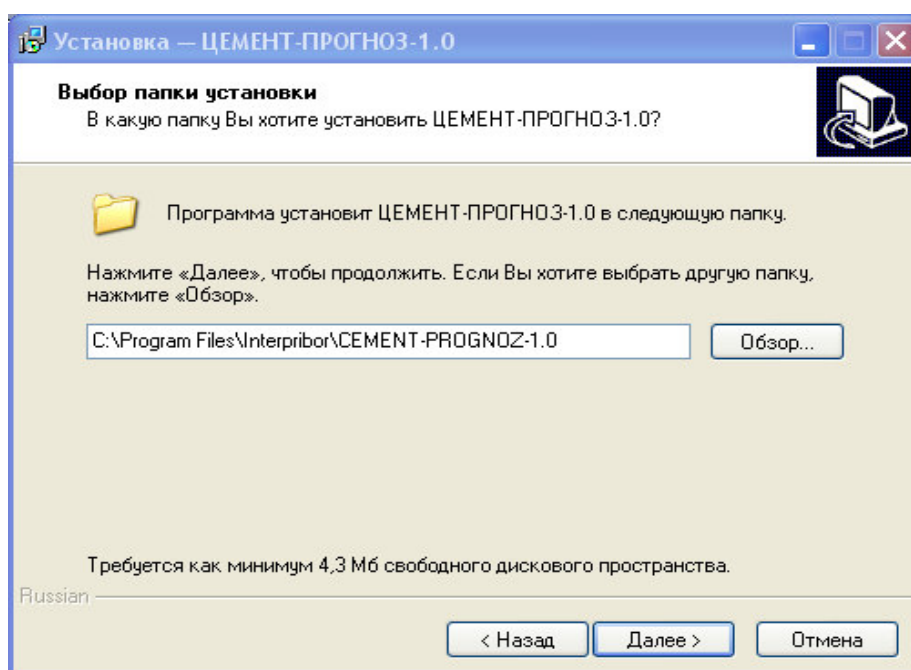 Установка — ЦЕМЕНТ-ПРОГНОЗ-1.0
Выбор папки установки
В какую папку Вы хотите установить ЦЕМЕНТ-ПРОГНОЗ-1.0?
Программа установит ЦЕМЕНТ-ПРОГНОЗ-1.0 в следующую папку.
Нажмите «Далее», чтобы продолжить. Если Вы хотите выбрать другую папку,
нажмите «Обзор».
C:\Program Files\Interpribor\CEMENT-PROGNOZ-1.0
Обзор...
Требуется как минимум 4,3 Мб свободного дискового пространства.
Russian
< Назад
Далее >
Отмена